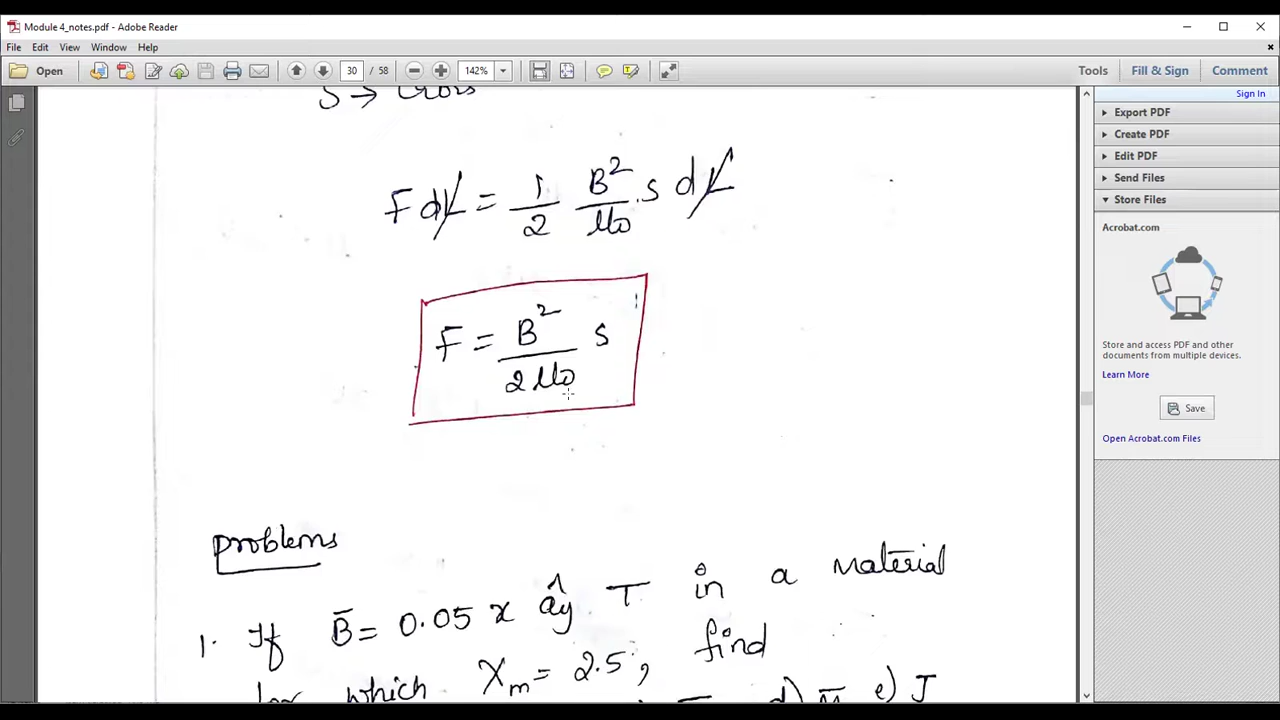 Module 4_notes.pdf - Adobe Reader
File Edit View Window Help
Open 30 / 58 142% Tools Fill & Sign Comment
Sign In
Export PDF
Create PDF
Edit PDF
Send Files
Store Files
Acrobat.com
Store and access PDF and other
documents from multiple devices.
Learn More
Save
Open Acrobat.com Files
S → Cross
F dL = 1/2 B²/μ0 . S dL
F = B²/2μ0 S
problems
1. If B̄ = 0.05 x ây T in a material
for which χm = 2.5, find
d) M̄ e) J